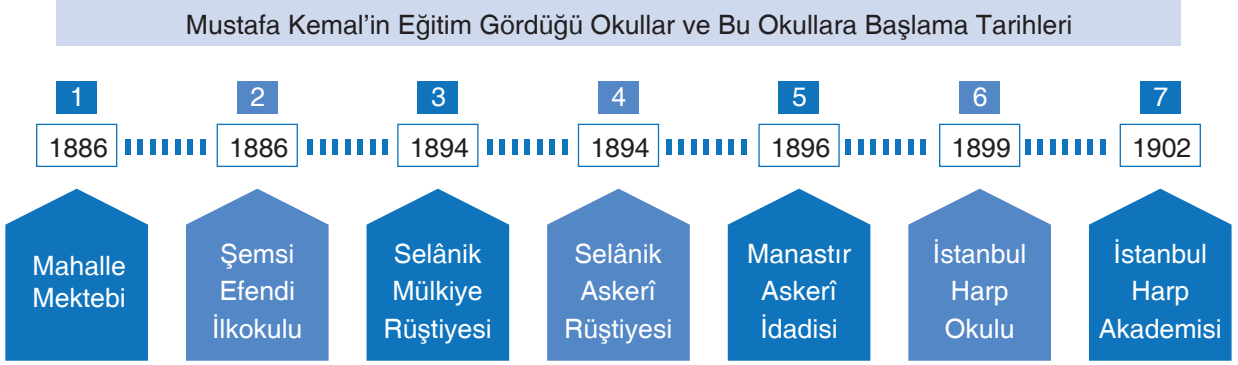 Mustafa Kemal’in Eğitim Gördüğü Okullar ve Bu Okullara Başlama Tarihleri
1
2
3
4
5
6
7
1886
1886
1894
1894
1896
1899
1902
Mahalle
Mektebi
Şemsi
Efendi
İlkokulu
Selânik
Mülkiye
Rüştiyesi
Selânik
Askerî
Rüştiyesi
Manastır
Askerî
İdadisi
İstanbul
Harp
Okulu
İstanbul
Harp
Akademisi